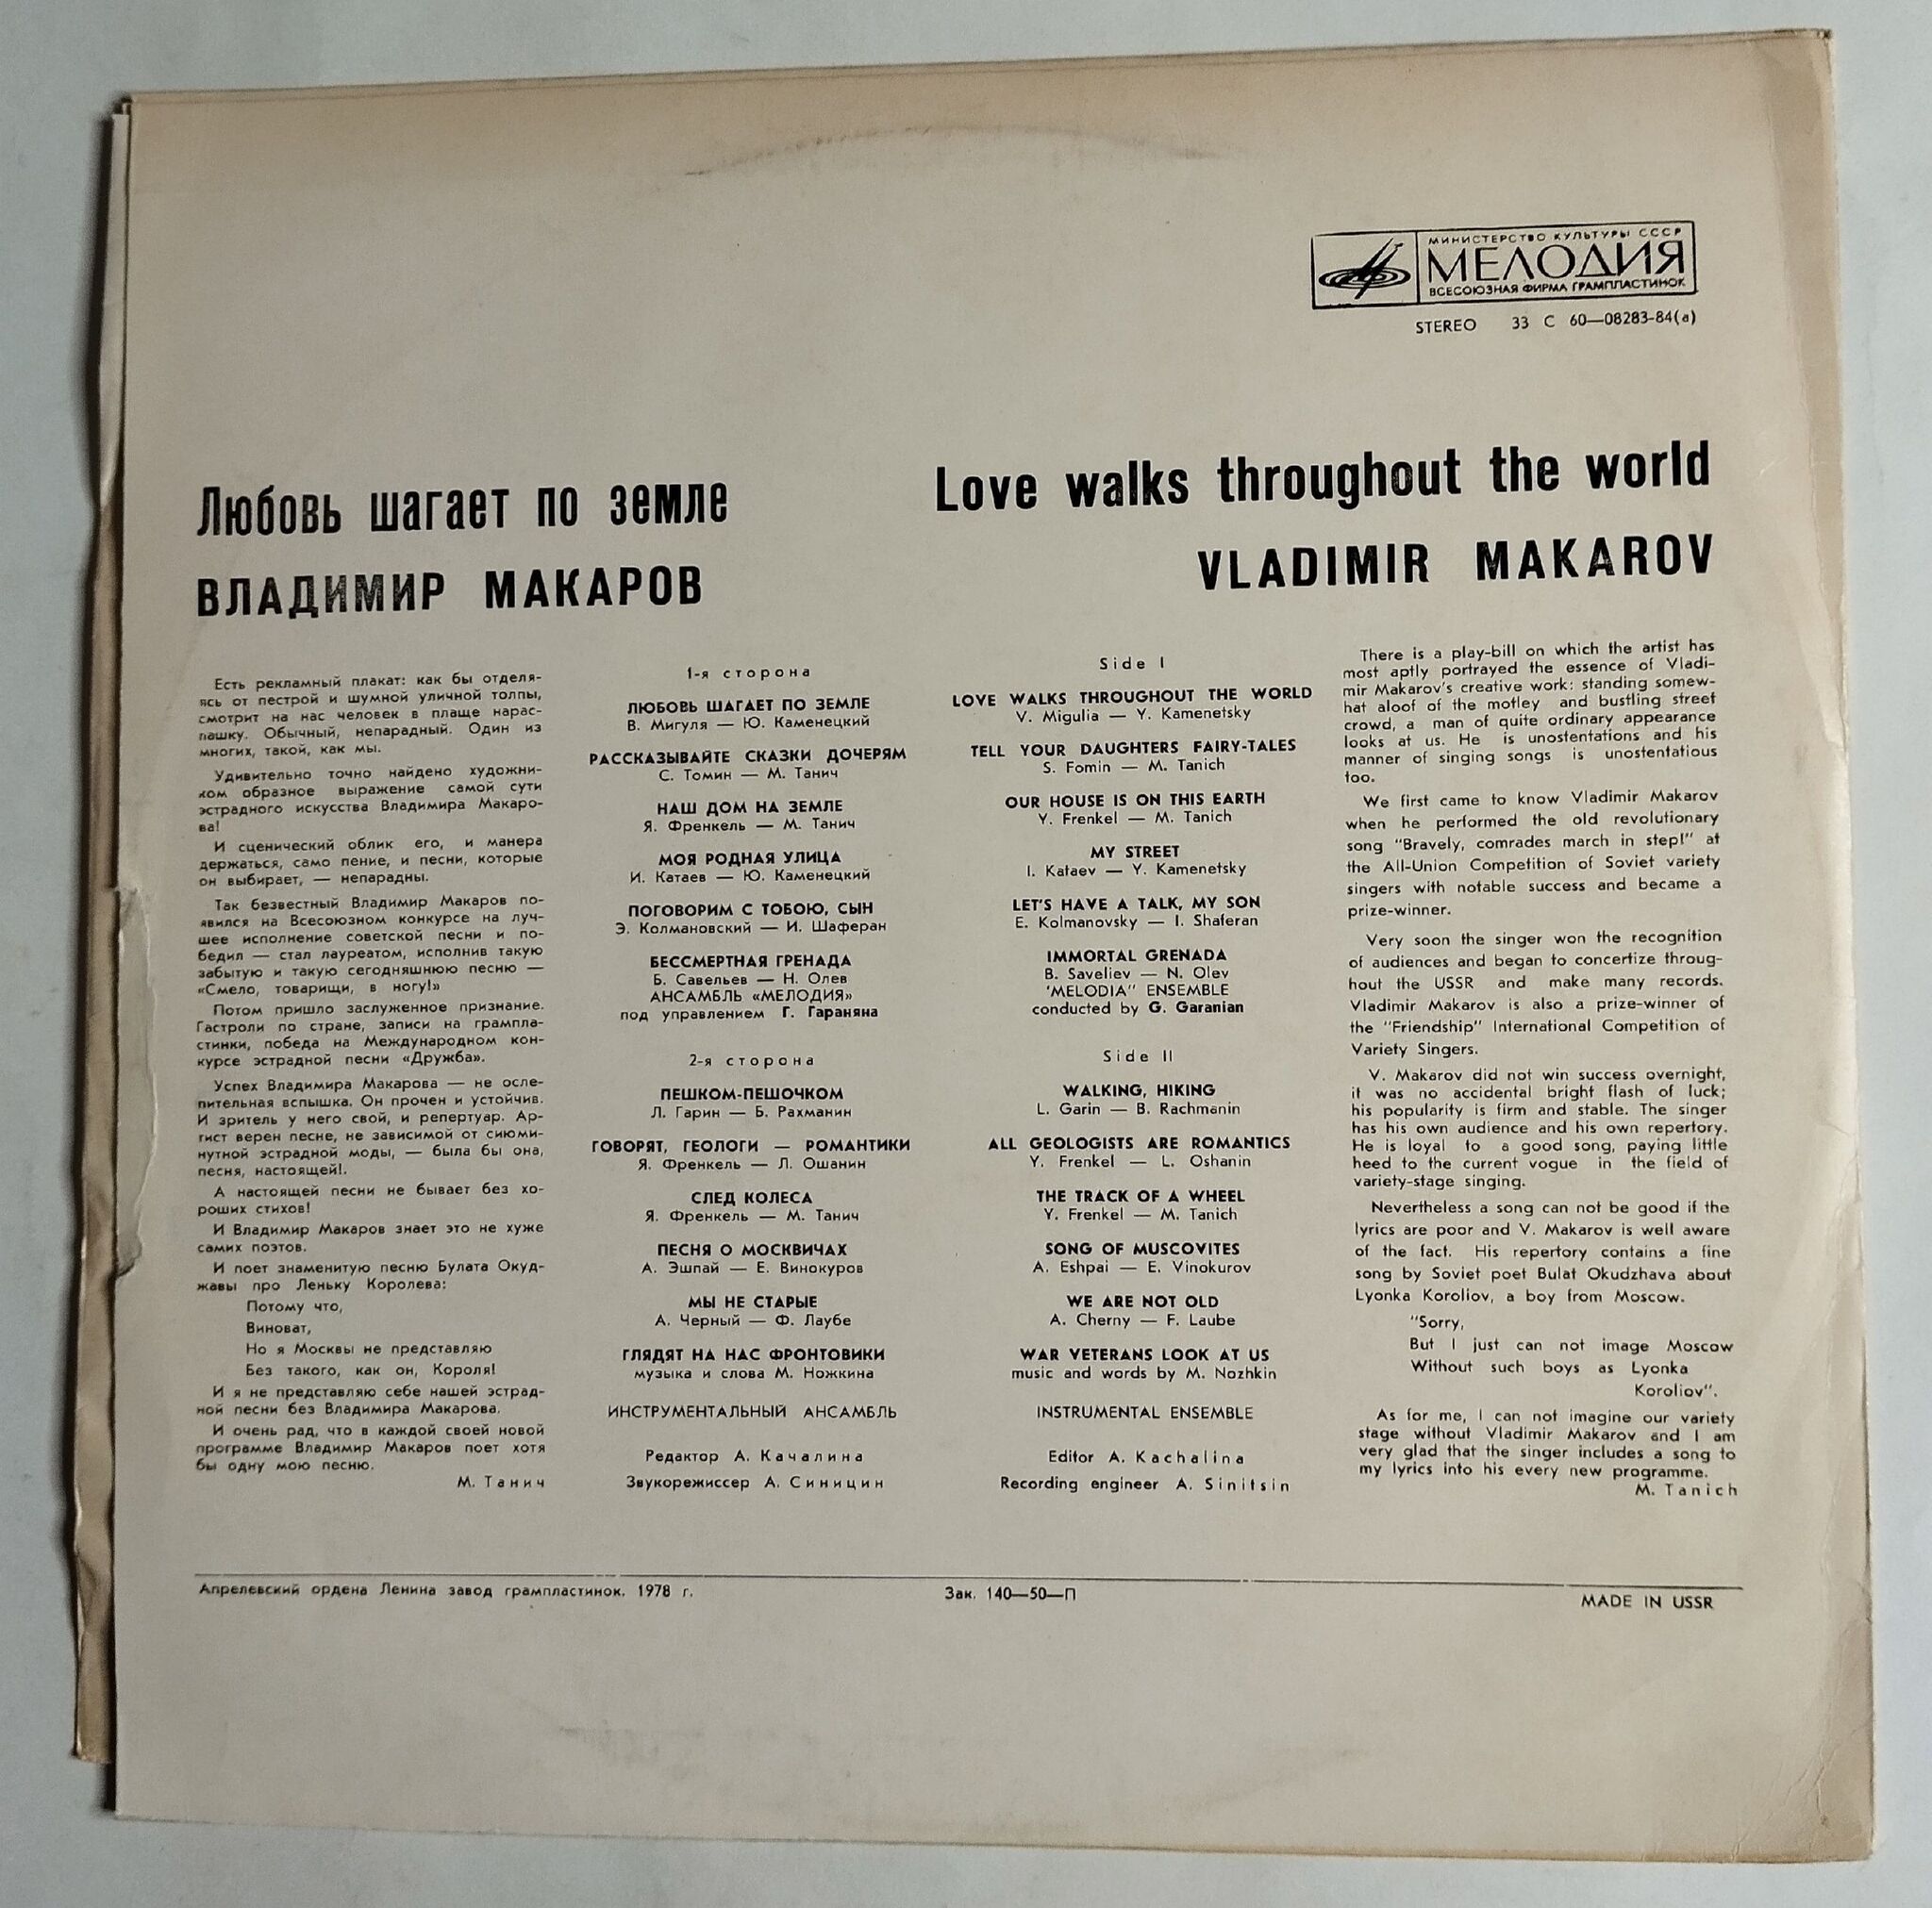 МИНИСТЕРСТВО КУЛЬТУРЫ СССР
МЕЛОДИЯ
ВСЕСОЮЗНАЯ ФИРМА ГРАМПЛАСТИНОК
STEREO 33 С 60—08283-84(а)
Любовь шагает по земле
ВЛАДИМИР МАКАРОВ
Love walks throughout the world
VLADIMIR MAKAROV
Есть рекламный плакат: как бы отделя-
ясь от пестрой и шумной уличной толпы,
смотрит на нас человек в плаще нарас-
пашку. Обычный, непарадный. Один из
многих, такой, как мы.
Удивительно точно найдено художни-
ком образное выражение самой сути
эстрадного искусства Владимира Макаро-
ва!
И сценический облик его, и манера
держаться, само пение, и песни, которые
он выбирает, — непарадны.
Так безвестный Владимир Макаров по-
явился на Всесоюзном конкурсе на луч-
шее исполнение советской песни и по-
бедил — стал лауреатом, исполнив такую
забытую и такую сегодняшнюю песню —
«Смело, товарищи, в ногу!»
Потом пришло заслуженное признание.
Гастроли по стране, записи на грампла-
стинки, победа на Международном кон-
курсе эстрадной песни «Дружба».
Успех Владимира Макарова — не осле-
пительная вспышка. Он прочен и устойчив.
И зритель у него свой, и репертуар. Ар-
тист верен песне, не зависимой от сиюми-
нутной эстрадной моды, — была бы она,
песня, настоящей!.
А настоящей песни не бывает без хо-
роших стихов!
И Владимир Макаров знает это не хуже
самих поэтов.
И поет знаменитую песню Булата Окуд-
жавы про Леньку Королева:
Потому что,
Виноват,
Но я Москвы не представляю
Без такого, как он, Короля!
И я не представляю себе нашей эстрад-
ной песни без Владимира Макарова.
И очень рад, что в каждой своей новой
программе Владимир Макаров поет хотя
бы одну мою песню.
М. Танич
1-я сторона
ЛЮБОВЬ ШАГАЕТ ПО ЗЕМЛЕ
В. Мигуля — Ю. Каменецкий
РАССКАЗЫВАЙТЕ СКАЗКИ ДОЧЕРЯМ
С. Томин — М. Танич
НАШ ДОМ НА ЗЕМЛЕ
Я. Френкель — М. Танич
МОЯ РОДНАЯ УЛИЦА
И. Катаев — Ю. Каменецкий
ПОГОВОРИМ С ТОБОЮ, СЫН
Э. Колмановский — И. Шаферан
БЕССМЕРТНАЯ ГРЕНАДА
Б. Савельев — Н. Олев
АНСАМБЛЬ «МЕЛОДИЯ»
под управлением Г. Гараняна
2-я сторона
ПЕШКОМ-ПЕШОЧКОМ
Л. Гарин — Б. Рахманин
ГОВОРЯТ, ГЕОЛОГИ — РОМАНТИКИ
Я. Френкель — Л. Ошанин
СЛЕД КОЛЕСА
Я. Френкель — М. Танич
ПЕСНЯ О МОСКВИЧАХ
А. Эшпай — Е. Винокуров
МЫ НЕ СТАРЫЕ
А. Черный — Ф. Лаубе
ГЛЯДЯТ НА НАС ФРОНТОВИКИ
музыка и слова М. Ножкина
ИНСТРУМЕНТАЛЬНЫЙ АНСАМБЛЬ
Редактор А. Качалина
Звукорежиссер А. Синицин
Side I
LOVE WALKS THROUGHOUT THE WORLD
V. Migulia — Y. Kamenetsky
TELL YOUR DAUGHTERS FAIRY-TALES
S. Fomin — M. Tanich
OUR HOUSE IS ON THIS EARTH
Y. Frenkel — M. Tanich
MY STREET
I. Kataev — Y. Kamenetsky
LET'S HAVE A TALK, MY SON
E. Kolmanovsky — I. Shaferan
IMMORTAL GRENADA
B. Saveliev — N. Olev
'MELODIA" ENSEMBLE
conducted by G. Garanian
Side II
WALKING, HIKING
L. Garin — B. Rachmanin
ALL GEOLOGISTS ARE ROMANTICS
Y. Frenkel — L. Oshanin
THE TRACK OF A WHEEL
Y. Frenkel — M. Tanich
SONG OF MUSCOVITES
A. Eshpai — E. Vinokurov
WE ARE NOT OLD
A. Cherny — F. Laube
WAR VETERANS LOOK AT US
music and words by M. Nozhkin
INSTRUMENTAL ENSEMBLE
Editor A. Kachalina
Recording engineer A. Sinitsin
There is a play-bill on which the artist has
most aptly portrayed the essence of Vladi-
mir Makarov's creative work: standing somew-
hat aloof of the motley and bustling street
crowd, a man of quite ordinary appearance
looks at us. He is unostentations and his
manner of singing songs is unostentatious
too.
We first came to know Vladimir Makarov
when he performed the old revolutionary
song "Bravely, comrades march in step!" at
the All-Union Competition of Soviet variety
singers with notable success and became a
prize-winner.
Very soon the singer won the recognition
of audiences and began to concertize throug-
hout the USSR and make many records.
Vladimir Makarov is also a prize-winner of
the "Friendship" International Competition of
Variety Singers.
V. Makarov did not win success overnight,
it was no accidental bright flash of luck;
his popularity is firm and stable. The singer
has his own audience and his own repertory.
He is loyal to a good song, paying little
heed to the current vogue in the field of
variety-stage singing.
Nevertheless a song can not be good if the
lyrics are poor and V. Makarov is well aware
of the fact. His repertory contains a fine
song by Soviet poet Bulat Okudzhava about
Lyonka Koroliov, a boy from Moscow.
"Sorry,
But I just can not image Moscow
Without such boys as Lyonka
Koroliov".
As for me, I can not imagine our variety
stage without Vladimir Makarov and I am
very glad that the singer includes a song to
my lyrics into his every new programme.
M. Tanich
Апрелевский ордена Ленина завод грампластинок. 1978 г.
Зак. 140—50—П
MADE IN USSR